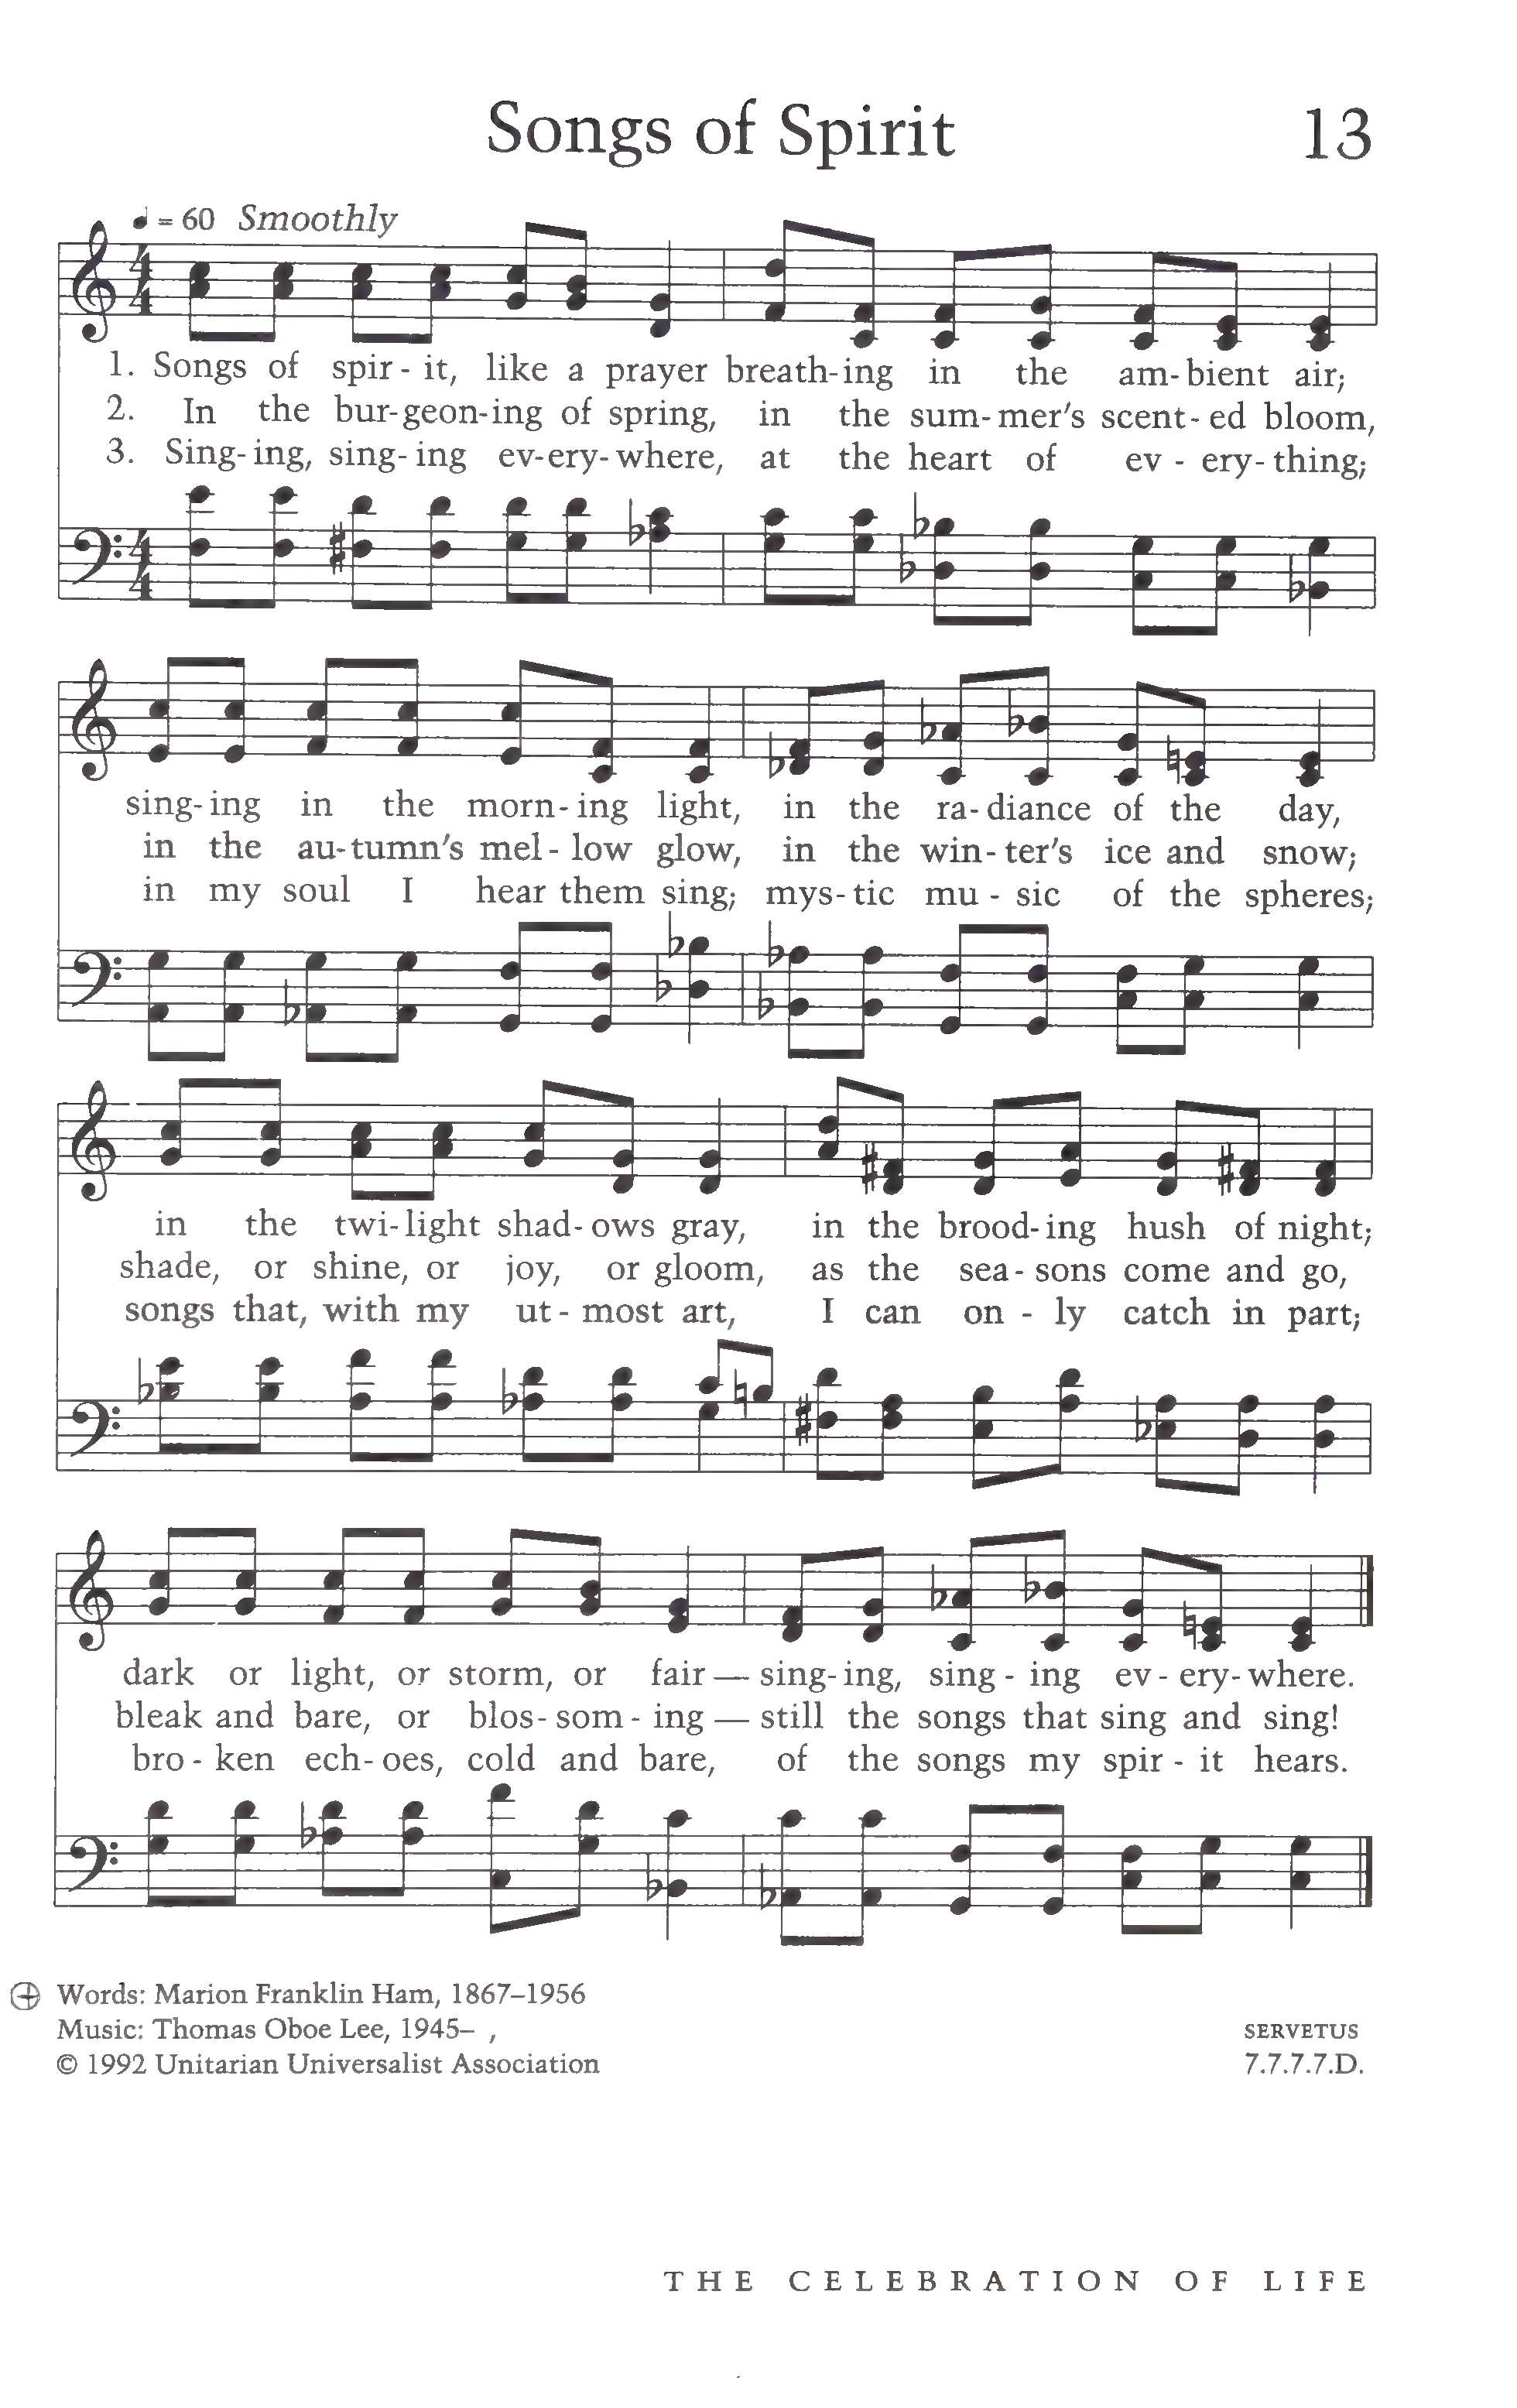 Songs of Spirit 13
♩ = 60 Smoothly
1. Songs of spir - it, like a prayer breath - ing in the am - bient air;
2. In the bur - geon - ing of spring, in the sum - mer's scent - ed bloom,
3. Sing - ing, sing - ing ev - ery - where, at the heart of ev - ery - thing;
sing - ing in the morn - ing light, in the ra - diance of the day,
in the au - tumn's mel - low glow, in the win - ter's ice and snow;
in my soul I hear them sing; mys - tic mu - sic of the spheres;
in the twi - light shad - ows gray, in the brood - ing hush of night;
shade, or shine, or joy, or gloom, as the sea - sons come and go,
songs that, with my ut - most art, I can on - ly catch in part;
dark or light, or storm, or fair — sing - ing, sing - ing ev - ery - where.
bleak and bare, or blos - som - ing — still the songs that sing and sing!
bro - ken ech - oes, cold and bare, of the songs my spir - it hears.
Words: Marion Franklin Ham, 1867–1956
Music: Thomas Oboe Lee, 1945– , SERVETUS
© 1992 Unitarian Universalist Association 7.7.7.7.D.
THE CELEBRATION OF LIFE